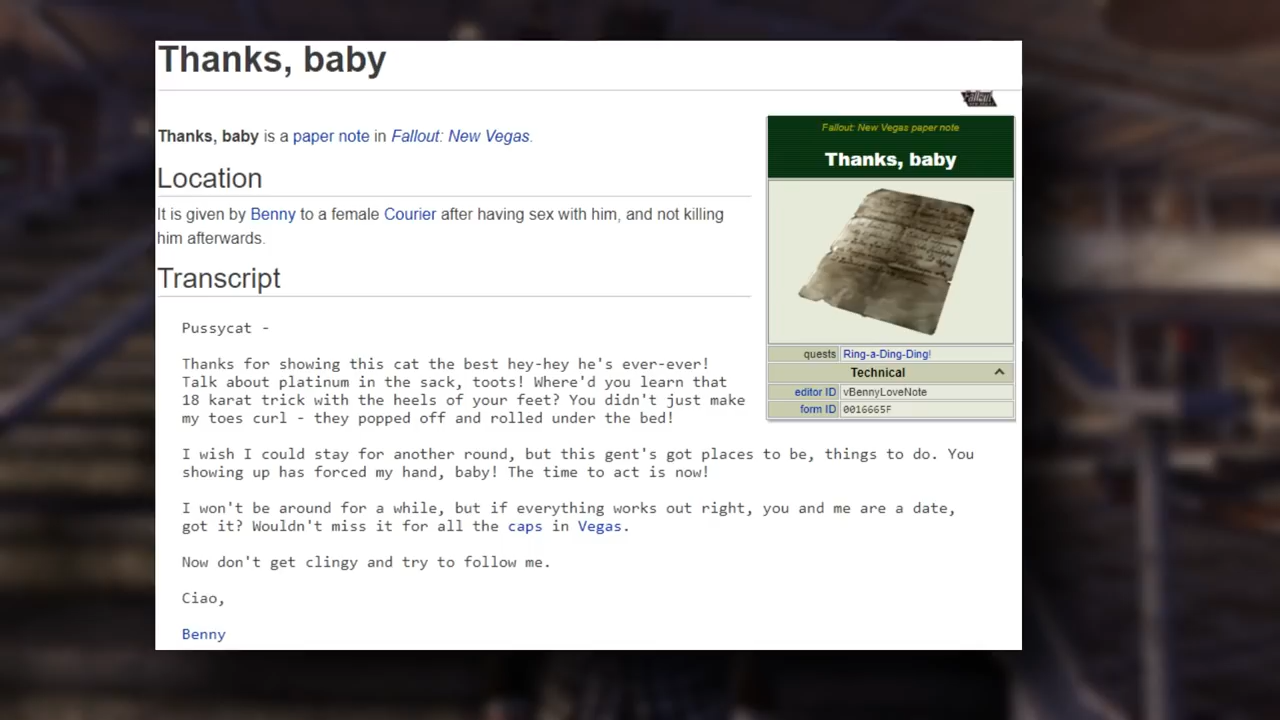 Thanks, baby
Fallout
Thanks, baby is a paper note in Fallout: New Vegas.
Location
It is given by Benny to a female Courier after having sex with him, and not killing
him afterwards.
Transcript
Pussycat -
Thanks for showing this cat the best hey-hey he's ever-ever!
Talk about platinum in the sack, toots! Where'd you learn that
18 karat trick with the heels of your feet? You didn't just make
my toes curl - they popped off and rolled under the bed!
I wish I could stay for another round, but this gent's got places to be, things to do. You
showing up has forced my hand, baby! The time to act is now!
I won't be around for a while, but if everything works out right, you and me are a date,
got it? Wouldn't miss it for all the caps in Vegas.
Now don't get clingy and try to follow me.
Ciao,
Benny
Fallout: New Vegas paper note
Thanks, baby
quests Ring-a-Ding-Ding!
Technical
editor ID vBennyLoveNote
form ID 0016665F